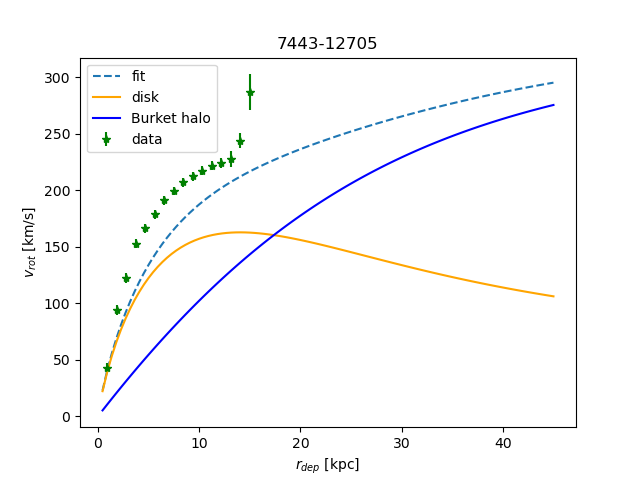 7443-12705
fit
disk
Burket halo
data
300
250
200
150
100
50
0
v_rot [km/s]
0 10 20 30 40
r_dep [kpc]